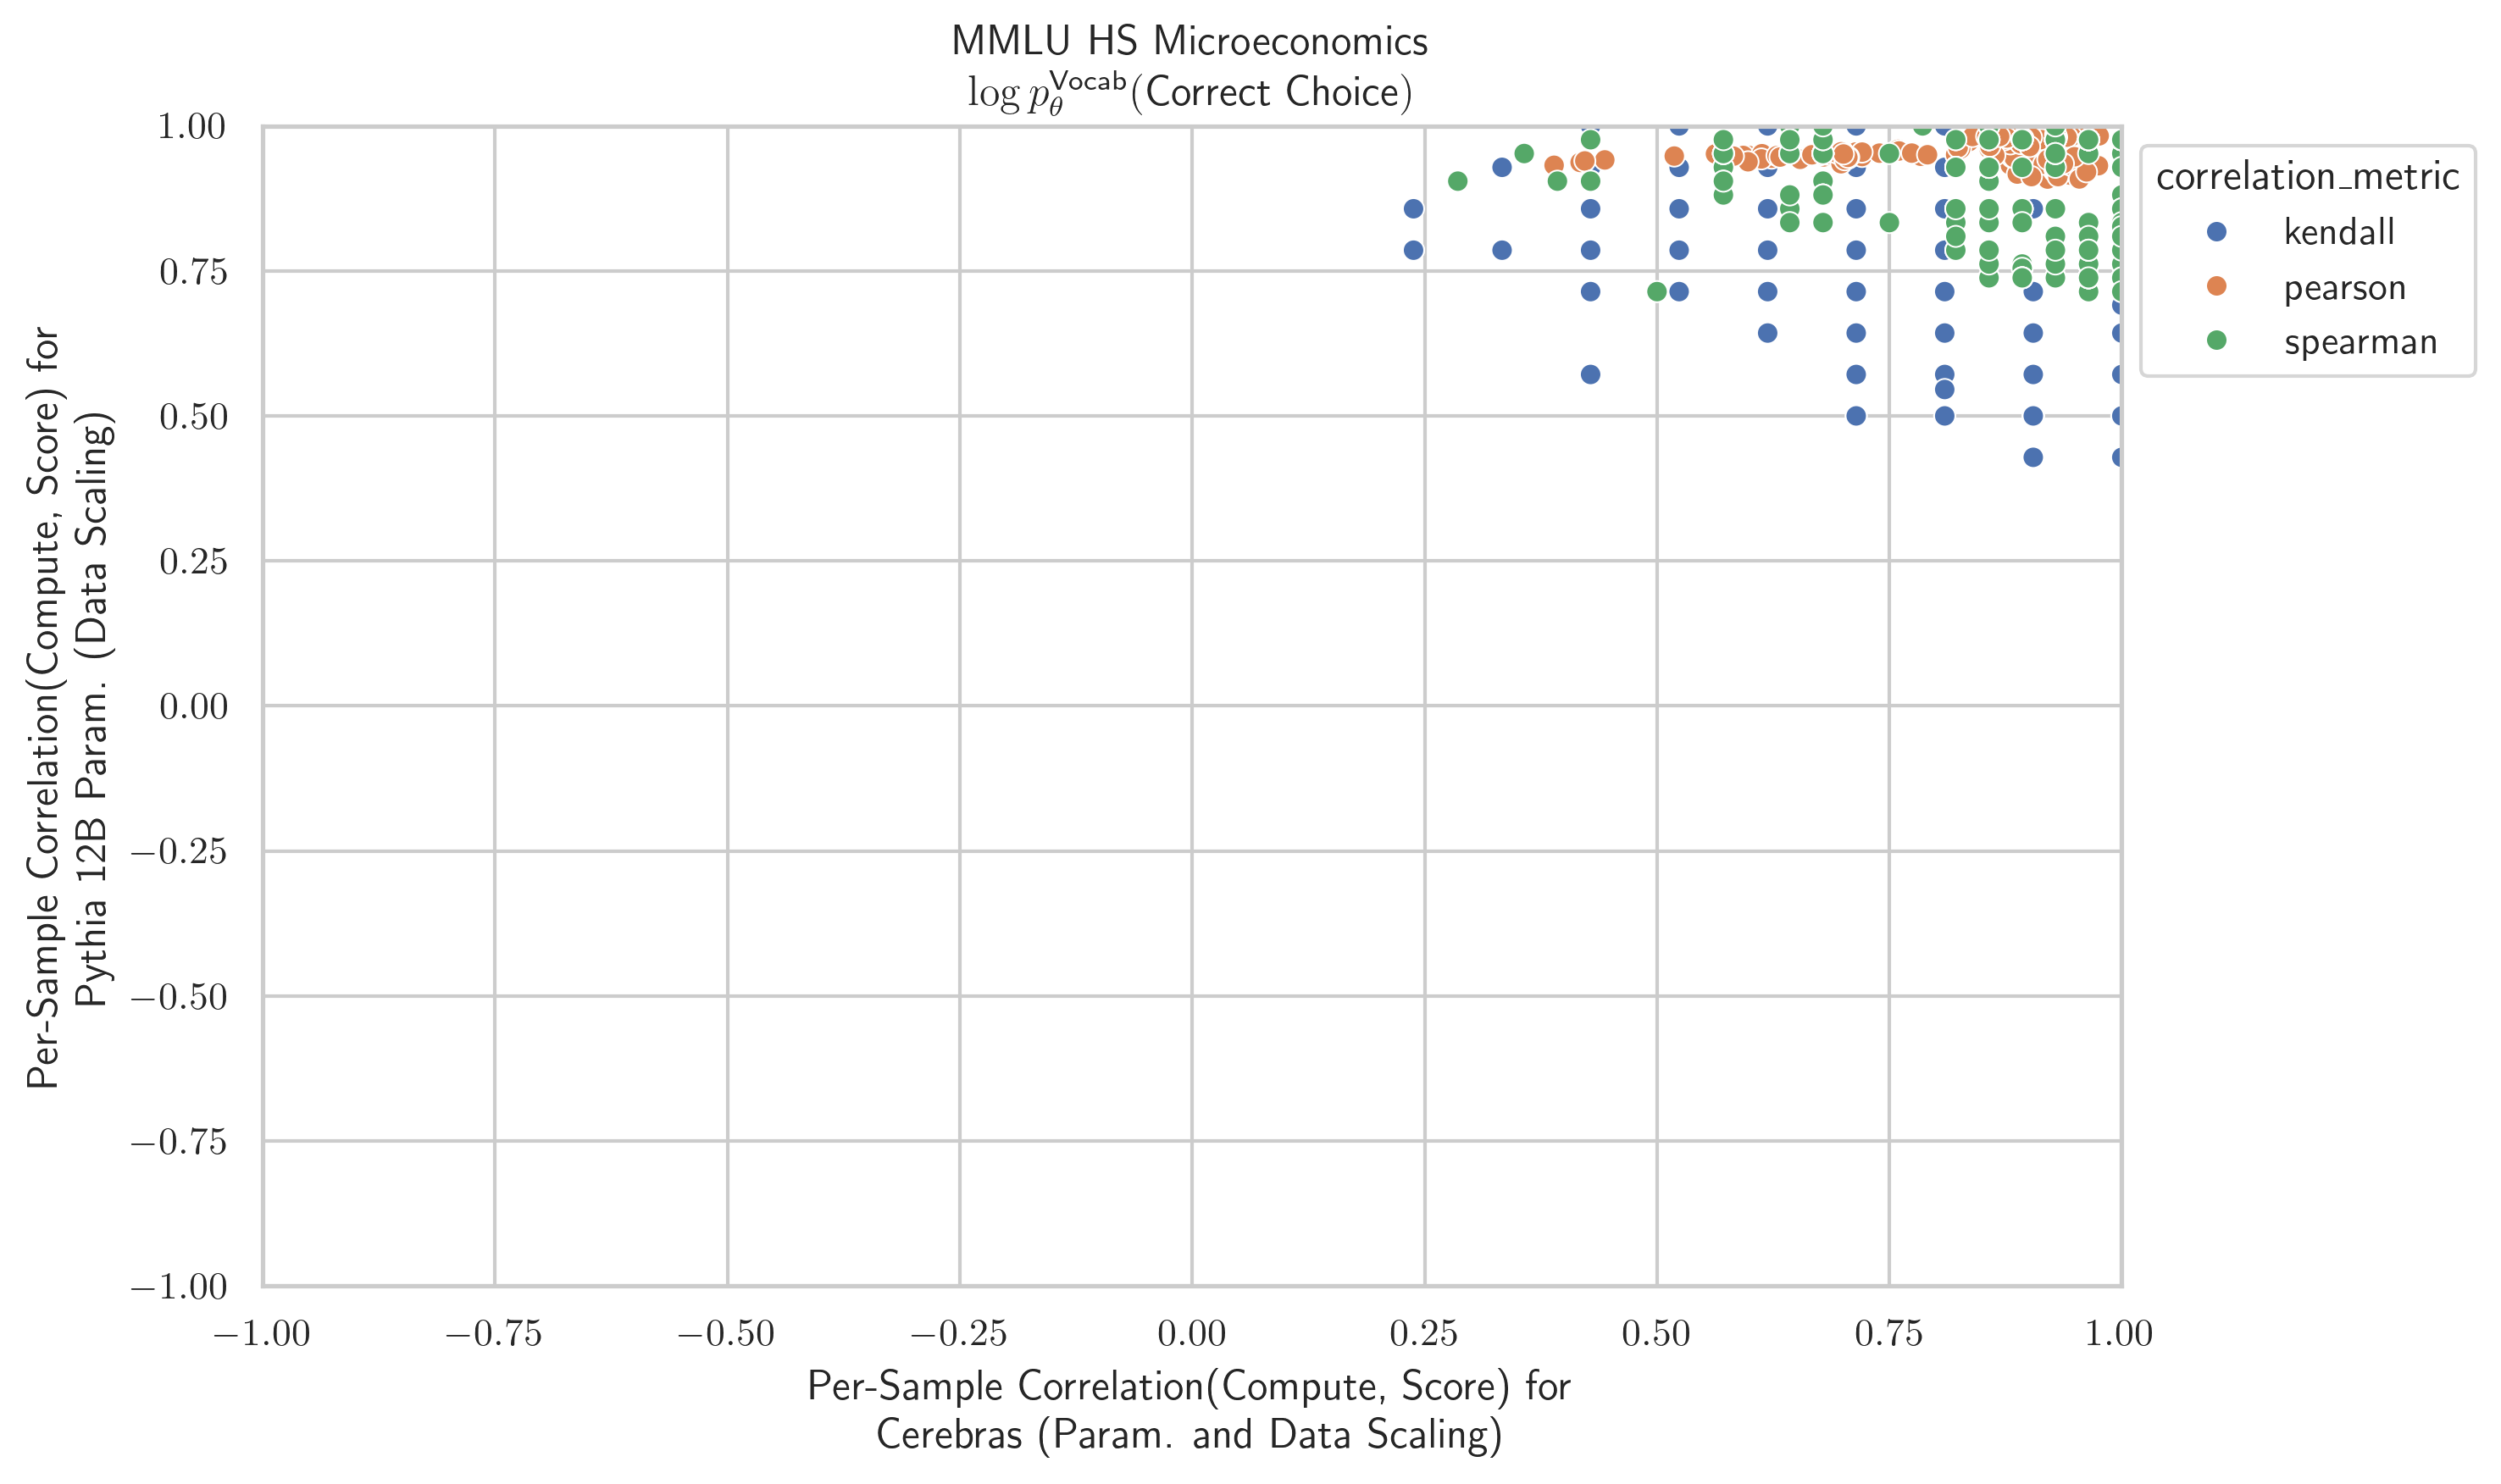 MMLU HS Microeconomics
log p_θ^Vocab(Correct Choice)
1.00
0.75
0.50
0.25
0.00
−0.25
−0.50
−0.75
−1.00
Per-Sample Correlation(Compute, Score) for
Pythia 12B Param. (Data Scaling)
correlation_metric
kendall
pearson
spearman
−1.00 −0.75 −0.50 −0.25 0.00 0.25 0.50 0.75 1.00
Per-Sample Correlation(Compute, Score) for
Cerebras (Param. and Data Scaling)